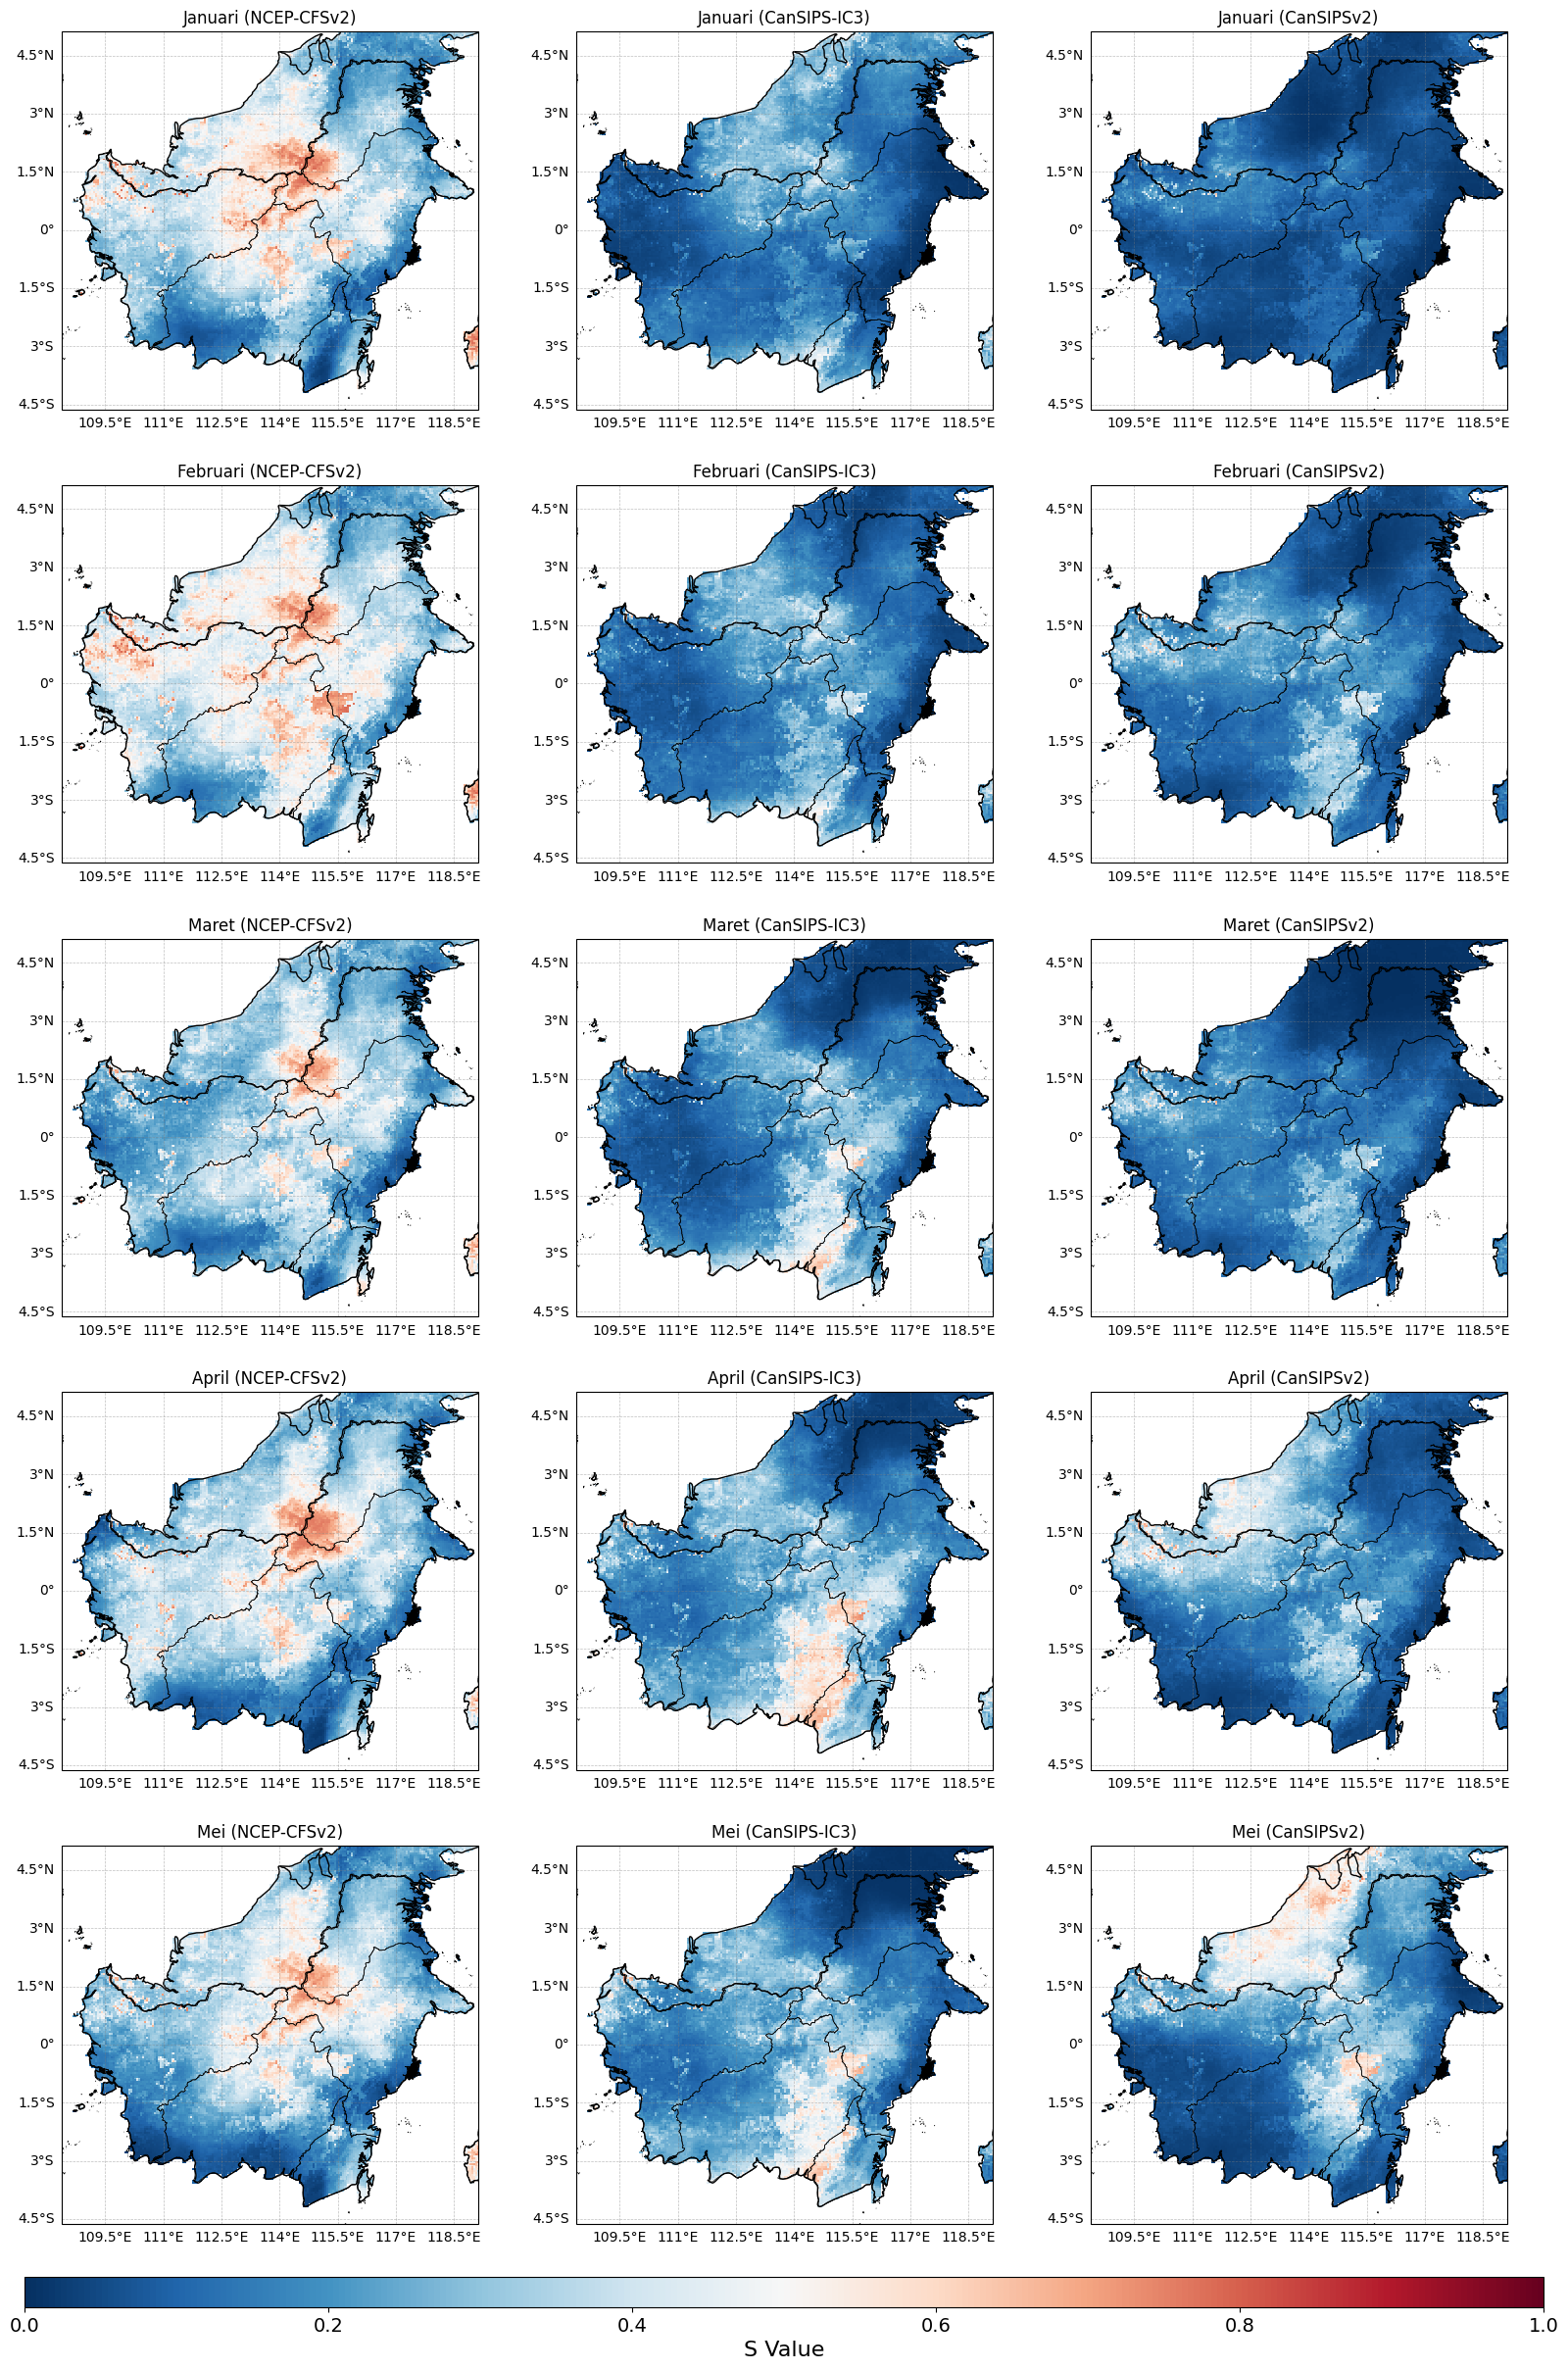 Januari (NCEP-CFSv2) Januari (CanSIPS-IC3) Januari (CanSIPSv2)
4.5°N 4.5°N 4.5°N
3°N 3°N 3°N
1.5°N 1.5°N 1.5°N
0° 0° 0°
1.5°S 1.5°S 1.5°S
3°S 3°S 3°S
4.5°S 4.5°S 4.5°S
109.5°E 111°E 112.5°E 114°E 115.5°E 117°E 118.5°E 109.5°E 111°E 112.5°E 114°E 115.5°E 117°E 118.5°E 109.5°E 111°E 112.5°E 114°E 115.5°E 117°E 118.5°E
Februari (NCEP-CFSv2) Februari (CanSIPS-IC3) Februari (CanSIPSv2)
4.5°N 4.5°N 4.5°N
3°N 3°N 3°N
1.5°N 1.5°N 1.5°N
0° 0° 0°
1.5°S 1.5°S 1.5°S
3°S 3°S 3°S
4.5°S 4.5°S 4.5°S
109.5°E 111°E 112.5°E 114°E 115.5°E 117°E 118.5°E 109.5°E 111°E 112.5°E 114°E 115.5°E 117°E 118.5°E 109.5°E 111°E 112.5°E 114°E 115.5°E 117°E 118.5°E
Maret (NCEP-CFSv2) Maret (CanSIPS-IC3) Maret (CanSIPSv2)
4.5°N 4.5°N 4.5°N
3°N 3°N 3°N
1.5°N 1.5°N 1.5°N
0° 0° 0°
1.5°S 1.5°S 1.5°S
3°S 3°S 3°S
4.5°S 4.5°S 4.5°S
109.5°E 111°E 112.5°E 114°E 115.5°E 117°E 118.5°E 109.5°E 111°E 112.5°E 114°E 115.5°E 117°E 118.5°E 109.5°E 111°E 112.5°E 114°E 115.5°E 117°E 118.5°E
April (NCEP-CFSv2) April (CanSIPS-IC3) April (CanSIPSv2)
4.5°N 4.5°N 4.5°N
3°N 3°N 3°N
1.5°N 1.5°N 1.5°N
0° 0° 0°
1.5°S 1.5°S 1.5°S
3°S 3°S 3°S
4.5°S 4.5°S 4.5°S
109.5°E 111°E 112.5°E 114°E 115.5°E 117°E 118.5°E 109.5°E 111°E 112.5°E 114°E 115.5°E 117°E 118.5°E 109.5°E 111°E 112.5°E 114°E 115.5°E 117°E 118.5°E
Mei (NCEP-CFSv2) Mei (CanSIPS-IC3) Mei (CanSIPSv2)
4.5°N 4.5°N 4.5°N
3°N 3°N 3°N
1.5°N 1.5°N 1.5°N
0° 0° 0°
1.5°S 1.5°S 1.5°S
3°S 3°S 3°S
4.5°S 4.5°S 4.5°S
109.5°E 111°E 112.5°E 114°E 115.5°E 117°E 118.5°E 109.5°E 111°E 112.5°E 114°E 115.5°E 117°E 118.5°E 109.5°E 111°E 112.5°E 114°E 115.5°E 117°E 118.5°E
0.0 0.2 0.4 0.6 0.8 1.0
S Value